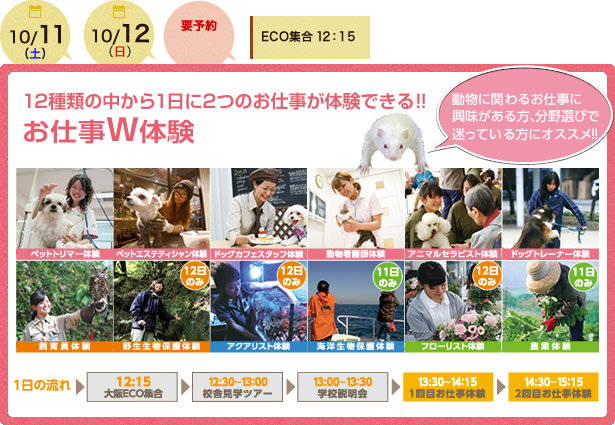 10/11
(土)
10/12
(日)
要予約
ECO集合 12：15
12種類の中から1日に2つのお仕事が体験できる!!
お仕事W体験
動物に関わるお仕事に
興味がある方、分野選びで
迷っている方にオススメ!!
ペットトリマー体験
ペットエステティシャン体験
ドッグカフェスタッフ体験
動物看護師体験
アニマルセラピスト体験
ドッグトレーナー体験
12日のみ
12日のみ
11日のみ
12日のみ
11日のみ
飼育員体験
野生生物保護体験
アクアリスト体験
海洋生物保護体験
フローリスト体験
農業体験
1日の流れ
12:15
大阪ECO集合
12:30~13:00
校舎見学ツアー
13:00~13:30
学校説明会
13:30~14:15
1回目お仕事体験
14:30~15:15
2回目お仕事体験